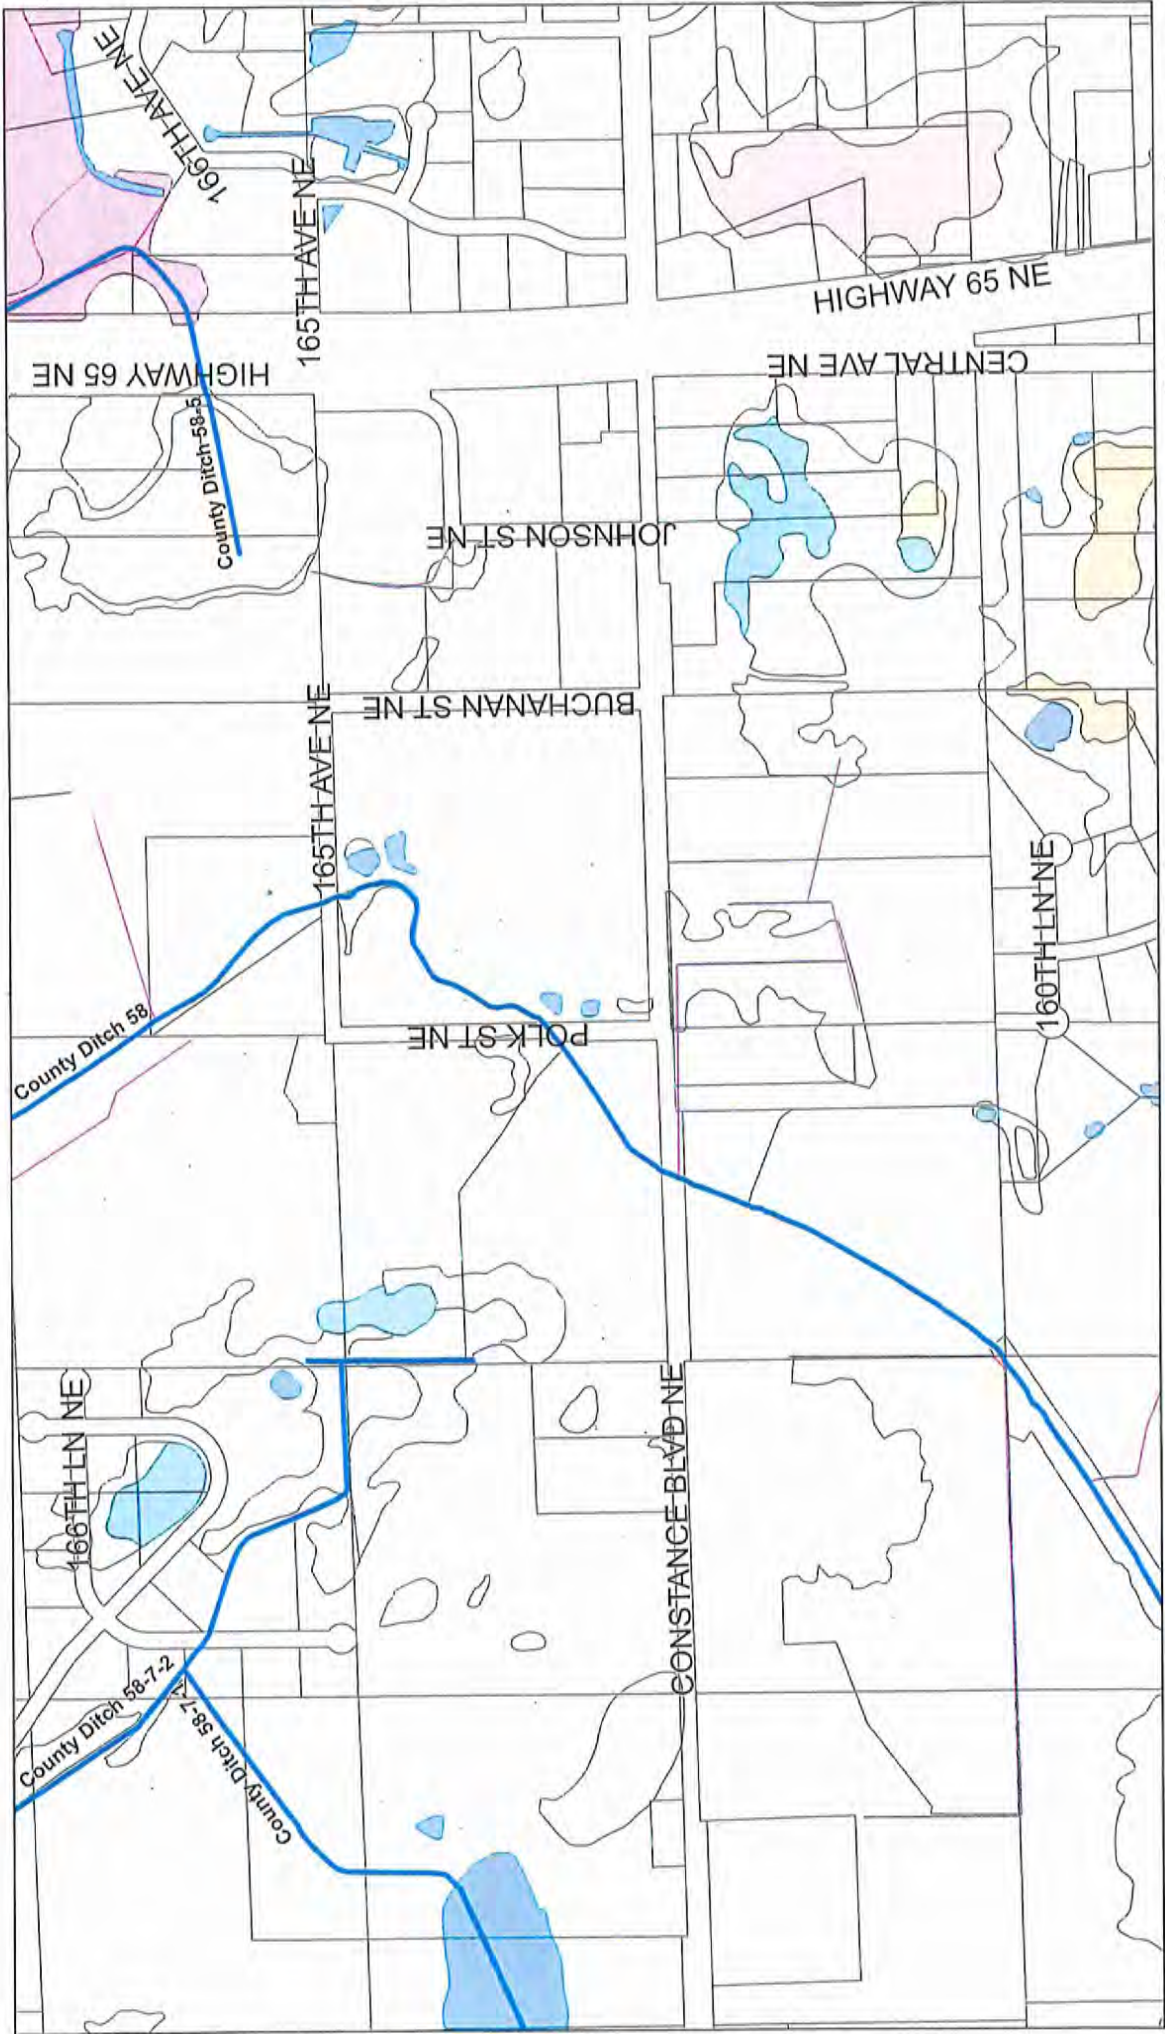 166TH AVE NE
165TH AVE NE
HIGHWAY 65 NE
HIGHWAY 65 NE
CENTRAL AVE NE
County Ditch 58-5
JOHNSON ST NE
165TH AVE NE
BUCHANAN ST NE
160TH LN NE
County Ditch 58
POLK ST NE
166TH LN NE
CONSTANCE BLVD NE
County Ditch 58-7-2
County Ditch 58-7-